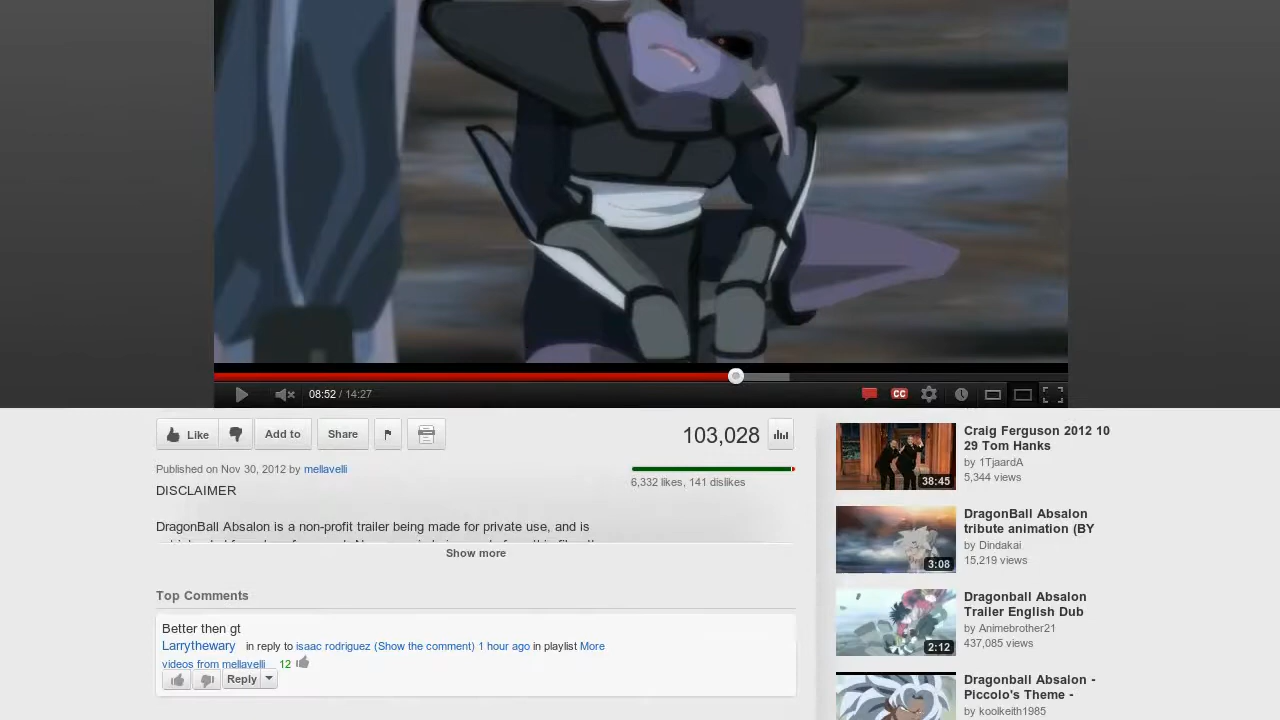 08:52 / 14:27
CC
Like
Add to
Share
103,028
Published on Nov 30, 2012 by mellavelli
6,332 likes, 141 dislikes
DISCLAIMER
DragonBall Absalon is a non-profit trailer being made for private use, and is
Show more
Top Comments
Better then gt
Larrythewary in reply to isaac rodriguez (Show the comment) 1 hour ago in playlist More
videos from mellavelli 12
Reply
38:45
Craig Ferguson 2012 10
29 Tom Hanks
by 1TjaardA
5,344 views
3:08
DragonBall Absalon
tribute animation (BY
by Dindakai
15,219 views
2:12
Dragonball Absalon
Trailer English Dub
by Animebrother21
437,085 views
Dragonball Absalon -
Piccolo's Theme -
by koolkeith1985